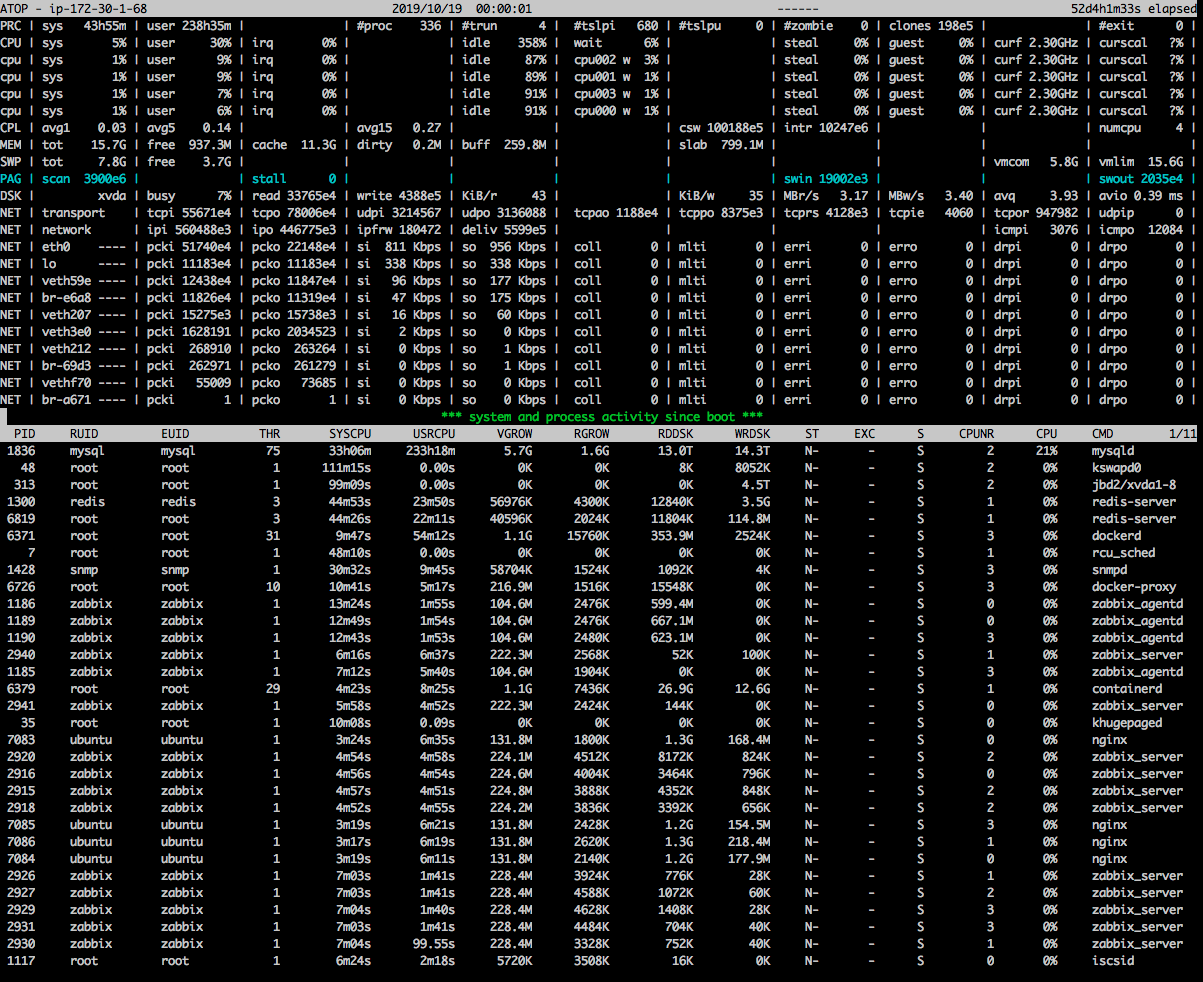 ATOP - ip-172-30-1-68 2019/10/19 00:00:01 ------ 52d4h1m33s elapsed
PRC | sys 43h55m | user 238h35m | | #proc 336 | #trun 4 | #tslpi 680 | #tslpu 0 | #zombie 0 | clones 198e5 | | #exit 0 |
CPU | sys 5% | user 30% | irq 0% | | idle 358% | wait 6% | | steal 0% | guest 0% | curf 2.30GHz | curscal ?% |
cpu | sys 1% | user 9% | irq 0% | | idle 87% | cpu002 w 3% | | steal 0% | guest 0% | curf 2.30GHz | curscal ?% |
cpu | sys 1% | user 9% | irq 0% | | idle 89% | cpu001 w 1% | | steal 0% | guest 0% | curf 2.30GHz | curscal ?% |
cpu | sys 1% | user 7% | irq 0% | | idle 91% | cpu003 w 1% | | steal 0% | guest 0% | curf 2.30GHz | curscal ?% |
cpu | sys 1% | user 6% | irq 0% | | idle 91% | cpu000 w 1% | | steal 0% | guest 0% | curf 2.30GHz | curscal ?% |
CPL | avg1 0.03 | avg5 0.14 | | avg15 0.27 | | | csw 100188e5 | intr 10247e6 | | | numcpu 4 |
MEM | tot 15.7G | free 937.3M | cache 11.3G | dirty 0.2M | buff 259.8M | | slab 799.1M | | | | |
SWP | tot 7.8G | free 3.7G | | | | | | | | vmcom 5.8G | vmlim 15.6G |
PAG | scan 3900e6 | | stall 0 | | | | | swin 19002e3 | | | swout 2035e4 |
DSK | xvda | busy 7% | read 33765e4 | write 4388e5 | KiB/r 43 | | KiB/w 35 | MBr/s 3.17 | MBw/s 3.40 | avq 3.93 | avio 0.39 ms |
NET | transport | tcpi 55671e4 | tcpo 78006e4 | udpi 3214567 | udpo 3136088 | tcpao 1188e4 | tcppo 8375e3 | tcprs 4128e3 | tcpie 4060 | tcpor 947982 | udpip 0 |
NET | network | ipi 560488e3 | ipo 446775e3 | ipfrw 180472 | deliv 5599e5 | | | | | icmpi 3076 | icmpo 12084 |
NET | eth0 ---- | pcki 51740e4 | pcko 22148e4 | si 811 Kbps | so 956 Kbps | coll 0 | mlti 0 | erri 0 | erro 0 | drpi 0 | drpo 0 |
NET | lo ---- | pcki 11183e4 | pcko 11183e4 | si 338 Kbps | so 338 Kbps | coll 0 | mlti 0 | erri 0 | erro 0 | drpi 0 | drpo 0 |
NET | veth59e ---- | pcki 12438e4 | pcko 11847e4 | si 96 Kbps | so 177 Kbps | coll 0 | mlti 0 | erri 0 | erro 0 | drpi 0 | drpo 0 |
NET | br-e6a8 ---- | pcki 11826e4 | pcko 11319e4 | si 47 Kbps | so 175 Kbps | coll 0 | mlti 0 | erri 0 | erro 0 | drpi 0 | drpo 0 |
NET | veth207 ---- | pcki 15275e3 | pcko 15738e3 | si 16 Kbps | so 60 Kbps | coll 0 | mlti 0 | erri 0 | erro 0 | drpi 0 | drpo 0 |
NET | veth3e0 ---- | pcki 1628191 | pcko 2034523 | si 2 Kbps | so 0 Kbps | coll 0 | mlti 0 | erri 0 | erro 0 | drpi 0 | drpo 0 |
NET | veth212 ---- | pcki 268910 | pcko 263264 | si 0 Kbps | so 1 Kbps | coll 0 | mlti 0 | erri 0 | erro 0 | drpi 0 | drpo 0 |
NET | br-69d3 ---- | pcki 262971 | pcko 261279 | si 0 Kbps | so 1 Kbps | coll 0 | mlti 0 | erri 0 | erro 0 | drpi 0 | drpo 0 |
NET | vethf70 ---- | pcki 55009 | pcko 73685 | si 0 Kbps | so 0 Kbps | coll 0 | mlti 0 | erri 0 | erro 0 | drpi 0 | drpo 0 |
NET | br-a671 ---- | pcki 1 | pcko 1 | si 0 Kbps | so 0 Kbps | coll 0 | mlti 0 | erri 0 | erro 0 | drpi 0 | drpo 0 |
*** system and process activity since boot ***
PID RUID EUID THR SYSCPU USRCPU VGROW RGROW RDDSK WRDSK ST EXC S CPUNR CPU CMD 1/11
1836 mysql mysql 75 33h06m 233h18m 5.7G 1.6G 13.0T 14.3T N- - S 2 21% mysqld
48 root root 1 111m15s 0.00s 0K 0K 8K 8052K N- - S 2 0% kswapd0
313 root root 1 99m09s 0.00s 0K 0K 0K 4.5T N- - S 2 0% jbd2/xvda1-8
1300 redis redis 3 44m53s 23m50s 56976K 4300K 12840K 3.5G N- - S 1 0% redis-server
6819 root root 3 44m26s 22m11s 40596K 2024K 11804K 114.8M N- - S 1 0% redis-server
6371 root root 31 9m47s 54m12s 1.1G 15760K 353.9M 2524K N- - S 3 0% dockerd
7 root root 1 48m10s 0.00s 0K 0K 0K 0K N- - S 1 0% rcu_sched
1428 snmp snmp 1 30m32s 9m45s 58704K 1524K 1092K 4K N- - S 3 0% snmpd
6726 root root 10 10m41s 5m17s 216.9M 1516K 15548K 0K N- - S 3 0% docker-proxy
1186 zabbix zabbix 1 13m24s 1m55s 104.6M 2476K 599.4M 0K N- - S 0 0% zabbix_agentd
1189 zabbix zabbix 1 12m49s 1m54s 104.6M 2476K 667.1M 0K N- - S 0 0% zabbix_agentd
1190 zabbix zabbix 1 12m43s 1m53s 104.6M 2480K 623.1M 0K N- - S 3 0% zabbix_agentd
2940 zabbix zabbix 1 6m16s 6m37s 222.3M 2568K 52K 100K N- - S 1 0% zabbix_server
1185 zabbix zabbix 1 7m12s 5m40s 104.6M 1904K 0K 0K N- - S 3 0% zabbix_agentd
6379 root root 29 4m23s 8m25s 1.1G 7436K 26.9G 12.6G N- - S 1 0% containerd
2941 zabbix zabbix 1 5m58s 4m52s 222.3M 2424K 144K 0K N- - S 0 0% zabbix_server
35 root root 1 10m08s 0.09s 0K 0K 0K 0K N- - S 0 0% khugepaged
7083 ubuntu ubuntu 1 3m24s 6m35s 131.8M 1800K 1.3G 168.4M N- - S 0 0% nginx
2920 zabbix zabbix 1 4m54s 4m58s 224.1M 4512K 8172K 824K N- - S 2 0% zabbix_server
2916 zabbix zabbix 1 4m56s 4m54s 224.6M 4004K 3464K 796K N- - S 0 0% zabbix_server
2915 zabbix zabbix 1 4m57s 4m51s 224.8M 3888K 4352K 848K N- - S 2 0% zabbix_server
2918 zabbix zabbix 1 4m52s 4m55s 224.2M 3836K 3392K 656K N- - S 2 0% zabbix_server
7085 ubuntu ubuntu 1 3m19s 6m21s 131.8M 2428K 1.2G 154.5M N- - S 3 0% nginx
7086 ubuntu ubuntu 1 3m17s 6m19s 131.8M 2620K 1.3G 218.4M N- - S 1 0% nginx
7084 ubuntu ubuntu 1 3m19s 6m11s 131.8M 2140K 1.2G 177.9M N- - S 0 0% nginx
2926 zabbix zabbix 1 7m03s 1m41s 228.4M 3924K 776K 28K N- - S 1 0% zabbix_server
2927 zabbix zabbix 1 7m03s 1m41s 228.4M 4588K 1072K 60K N- - S 2 0% zabbix_server
2929 zabbix zabbix 1 7m04s 1m40s 228.4M 4628K 1408K 28K N- - S 3 0% zabbix_server
2931 zabbix zabbix 1 7m03s 1m41s 228.4M 4484K 704K 40K N- - S 3 0% zabbix_server
2930 zabbix zabbix 1 7m04s 99.55s 228.4M 3328K 752K 40K N- - S 1 0% zabbix_server
1117 root root 1 6m24s 2m18s 5720K 3508K 16K 0K N- - S 0 0% iscsid